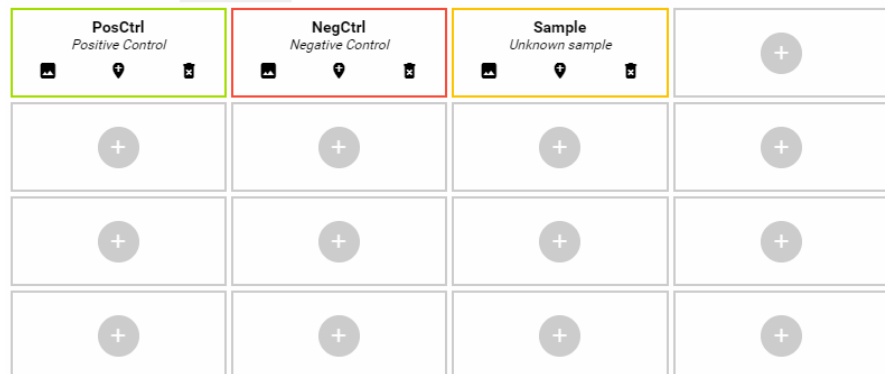 PosCtrl
Positive Control
NegCtrl
Negative Control
Sample
Unknown sample